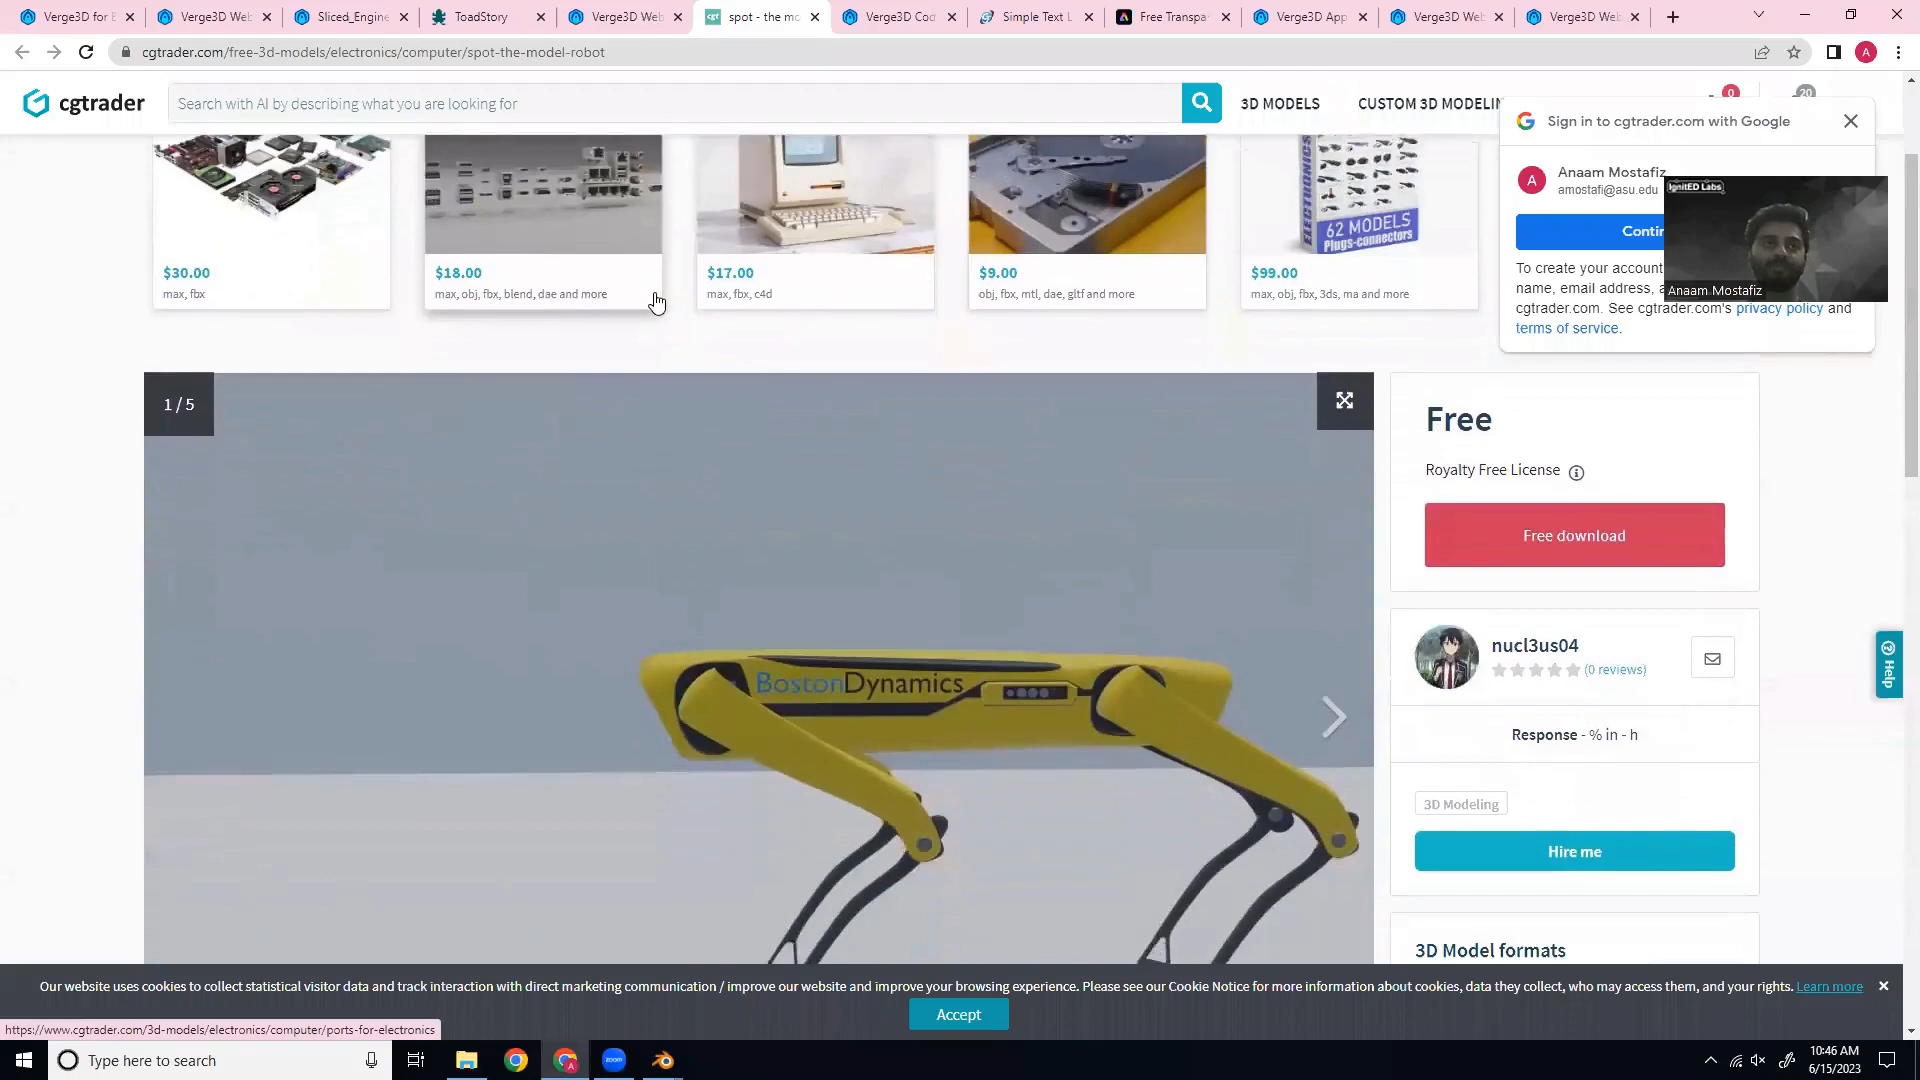 Verge3D for B
Verge3D Web
Sliced_Engine
ToadStory
Verge3D Web
cgt spot - the mo
Verge3D Cod
Simple Text L
Free Transpa
Verge3D App
Verge3D Web
Verge3D Web
cgtrader.com/free-3d-models/electronics/computer/spot-the-model-robot
A
cgtrader
Search with AI by describing what you are looking for
3D MODELS
CUSTOM 3D MODELIN
0
20
Sign in to cgtrader.com with Google
A
Anaam Mostafiz
amostafi@asu.edu
Contin
To create your account
name, email address, a
cgtrader.com. See cgtrader.com's privacy policy and
terms of service.
IgnitED Labs
Anaam Mostafiz
ELECTRONICS
62 MODELS
Plugs-connectors
$30.00
max, fbx
$18.00
max, obj, fbx, blend, dae and more
$17.00
max, fbx, c4d
$9.00
obj, fbx, mtl, dae, gltf and more
$99.00
max, obj, fbx, 3ds, ma and more
1 / 5
BostonDynamics
Free
Royalty Free License
Free download
nucl3us04
(0 reviews)
Response - % in - h
3D Modeling
Hire me
3D Model formats
Help
Our website uses cookies to collect statistical visitor data and track interaction with direct marketing communication / improve our website and improve your browsing experience. Please see our Cookie Notice for more information about cookies, data they collect, who may access them, and your rights. Learn more
Accept
https://www.cgtrader.com/3d-models/electronics/computer/ports-for-electronics
Type here to search
A
zoom
10:46 AM
6/15/2023